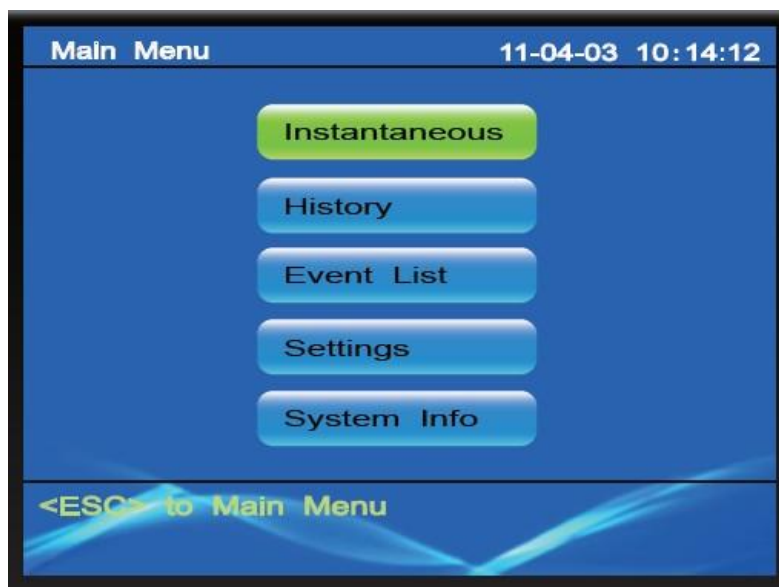 Main Menu 11-04-03 10:14:12
Instantaneous
History
Event List
Settings
System Info
<ESC> to Main Menu